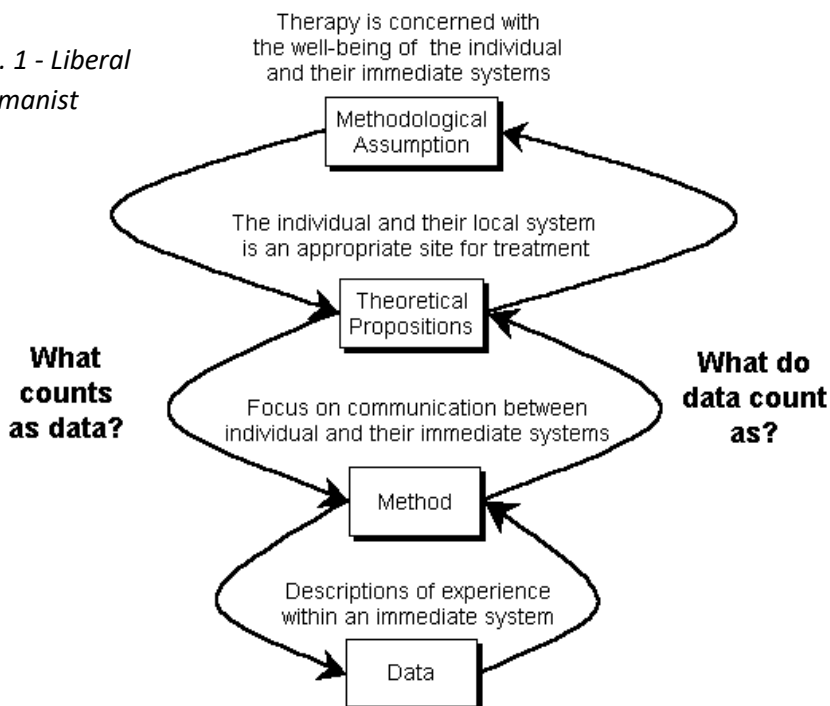 Therapy is concerned with
the well-being of the individual
and their immediate systems
. 1 - Liberal
manist
Methodological
Assumption
The individual and their local system
is an appropriate site for treatment
Theoretical
Propositions
What
counts
as data?
What do
data count
as?
Focus on communication between
individual and their immediate systems
Method
Descriptions of experience
within an immediate system
Data